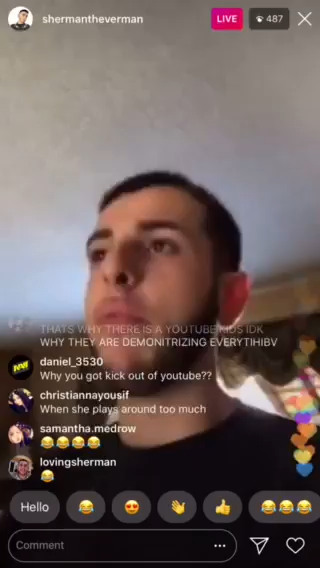 shermantheverman
LIVE
487
THATS WHY THERE IS A YOUTUBE KIDS IDK
WHY THEY ARE DEMONITRIZING EVERYTIHIBV
daniel_3530
Why you got kick out of youtube??
christiannayousif
When she plays around too much
samantha.medrow
😂😂😂😂
lovingsherman
😂
Hello 😂 😍 👋 👍 😂😂😂
Comment